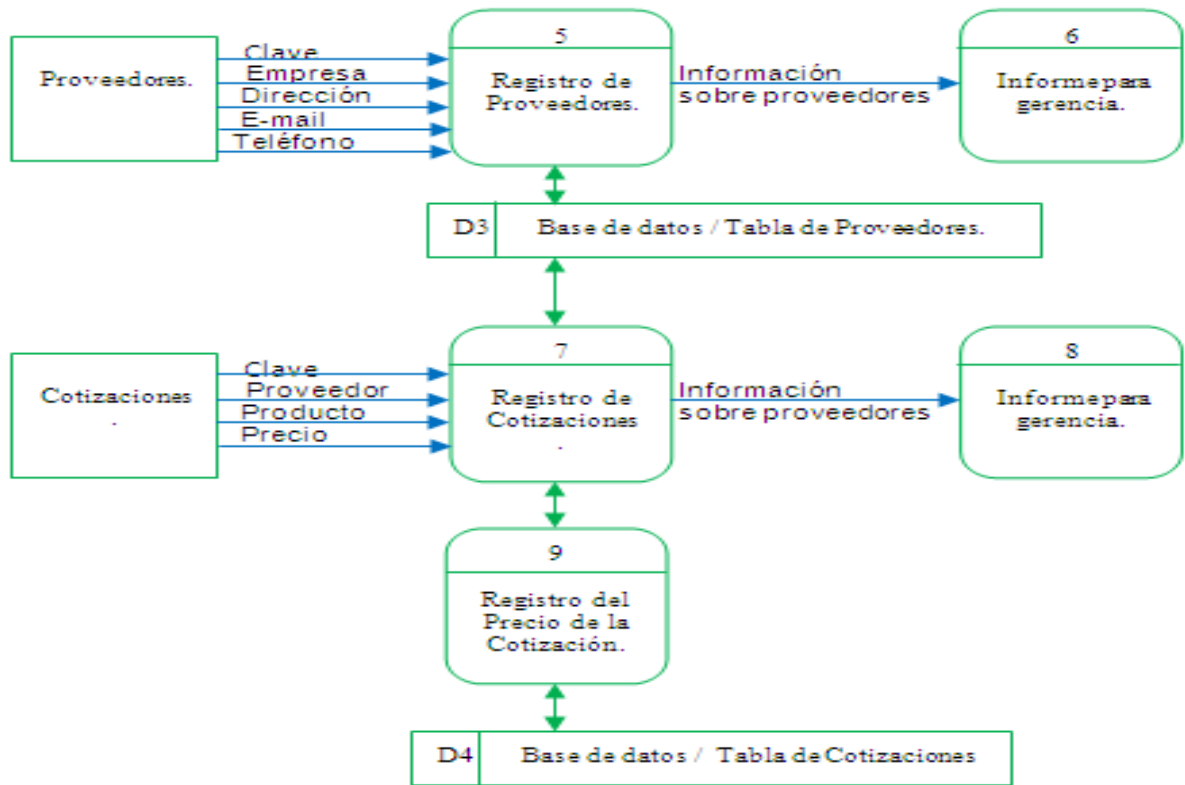 Proveedores.
Clave
Empresa
Dirección
E-mail
Teléfono
5
Registro de
Proveedores.
Información
sobre proveedores
6
Informe para
gerencia.
D3
Base de datos / Tabla de Proveedores.
Cotizaciones
.
Clave
Proveedor
Producto
Precio
7
Registro de
Cotizaciones
.
Información
sobre proveedores
8
Informe para
gerencia.
9
Registro del
Precio de la
Cotización.
D4
Base de datos / Tabla de Cotizaciones